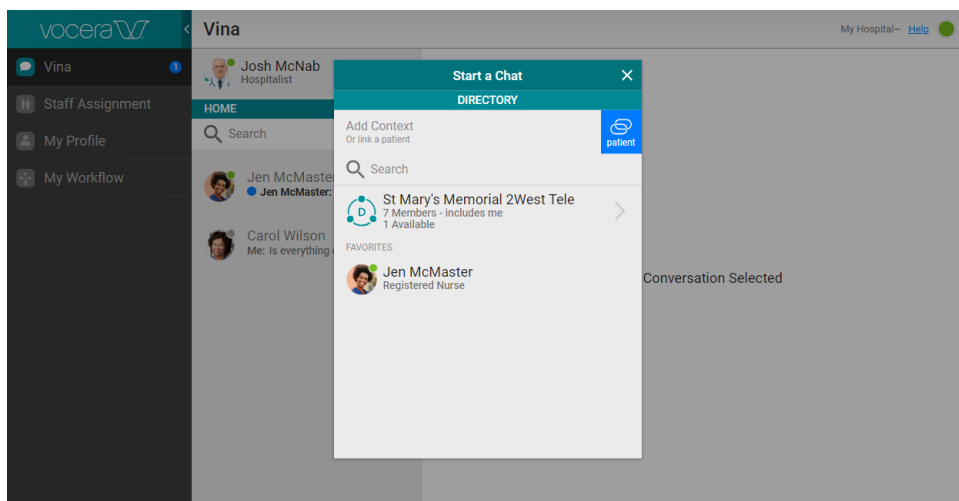 vocera
Vina
My Hospital~ Help
Vina 1
Staff Assignment
My Profile
My Workflow
Josh McNab
Hospitalist
HOME
Search
Jen McMaste
Jen McMaster:
Carol Wilson
Me: Is everything
Start a Chat
DIRECTORY
Add Context
Or link a patient
patient
Search
D
St Mary's Memorial 2West Tele
7 Members - includes me
1 Available
FAVORITES
Jen McMaster
Registered Nurse
Conversation Selected